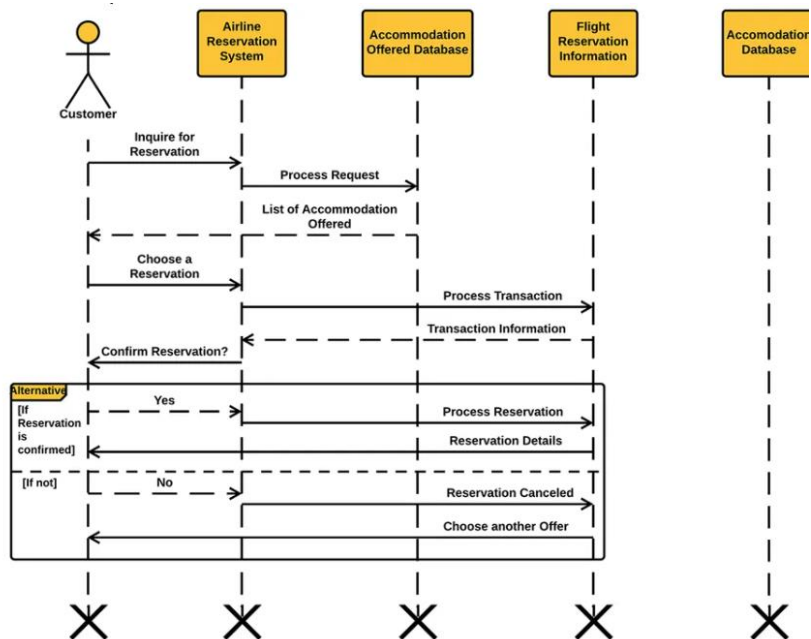 Airline
Reservation
System
Accommodation
Offered Database
Flight
Reservation
Information
Accomodation
Database
Customer
Inquire for
Reservation
Process Request
List of Accommodation
Offered
Choose a
Reservation
Process Transaction
Transaction Information
Confirm Reservation?
Alternative
[If
Reservation
is
confirmed]
Yes
Process Reservation
Reservation Details
[If not]
No
Reservation Canceled
Choose another Offer